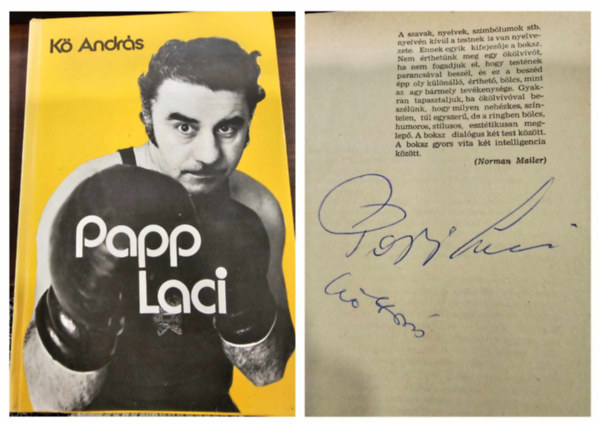 Kő András
Papp
Laci
A szavak, nyelvek, szimbólumok stb.
nyelvén kívül a testnek is van nyelve-
zete. Ennek egyik kifejezője a boksz.
Nem érthetünk meg egy ökölvívót,
ha nem fogadjuk el, hogy testének
parancsával beszél, és ez a beszéd
épp oly különálló, érthető, bölcs, mint
az agy bármely tevékenysége. Gyak-
ran tapasztaljuk, ha ökölvívóval be-
szélünk, hogy milyen nehézkes, szín-
telen, túl egyszerű, de a ringben bölcs,
humoros, stílusos, esztétikusan meg-
lepő. A boksz dialógus két test között.
A boksz gyors vita két intelligencia
között.
(Norman Mailer)
Papp Laci